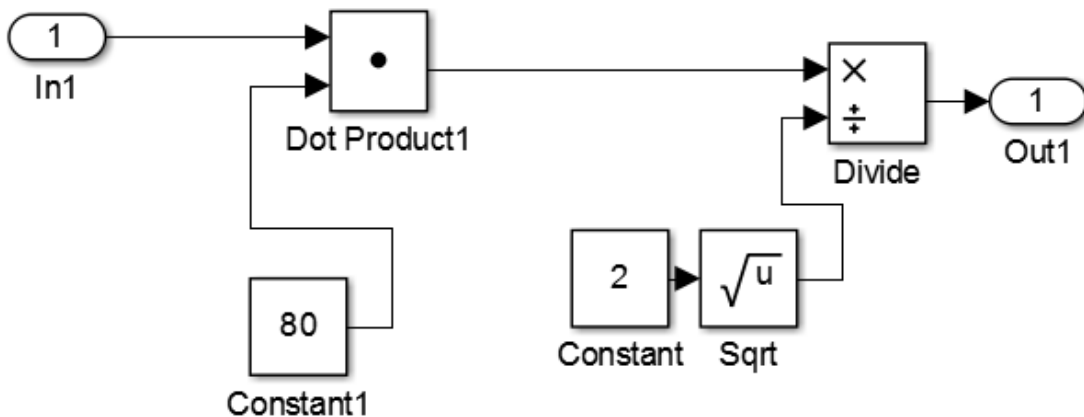 1
In1
Dot Product1
×
÷
Divide
1
Out1
80
Constant1
2
Constant
√u
Sqrt